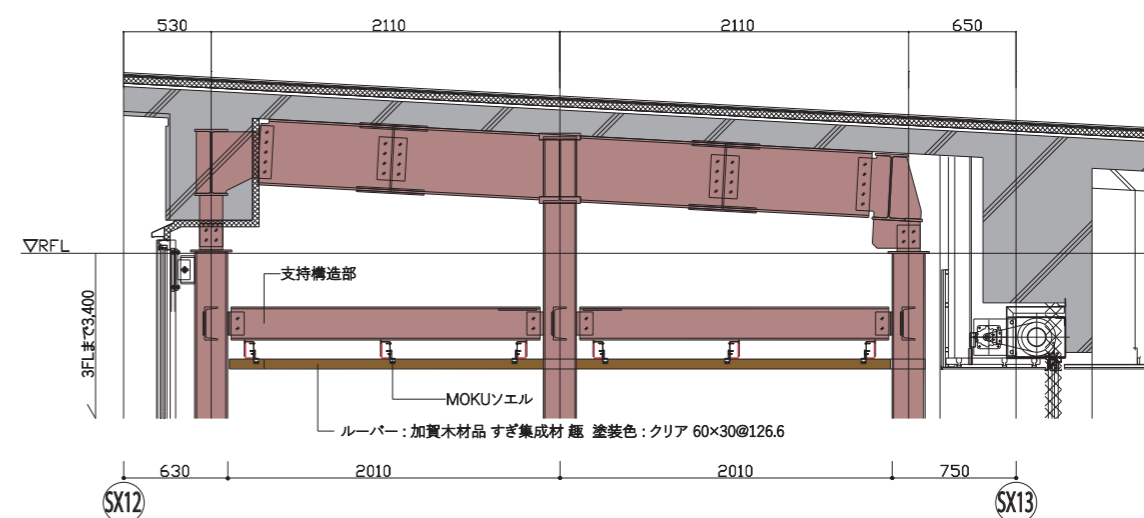 530 2110 2110 650
▽RFL
支持構造部
3FLまで3,400
MOKUソエル
ルーバー：加賀木材品 すぎ集成材 趣 塗装色：クリア 60×30@126.6
630 2010 2010 750
SX12 SX13